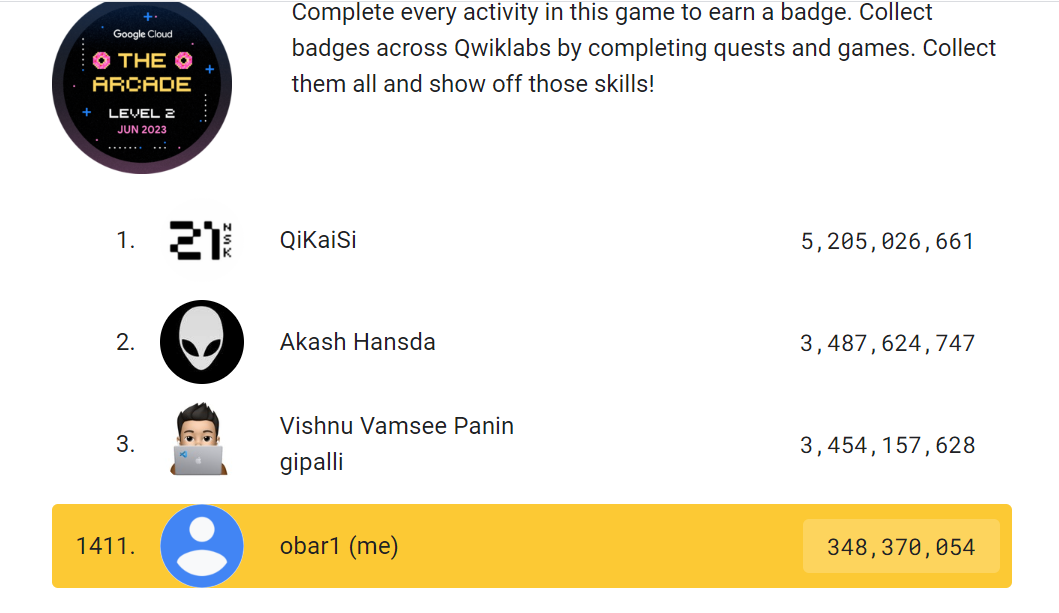 Complete every activity in this game to earn a badge. Collect
badges across Qwiklabs by completing quests and games. Collect
them all and show off those skills!
Google Cloud
THE
ARCADE
LEVEL 2
JUN 2023
1. 21 NSK QiKaiSi 5,205,026,661
2. Akash Hansda 3,487,624,747
3. Vishnu Vamsee Panin
gipalli 3,454,157,628
1411. obar1 (me) 348,370,054